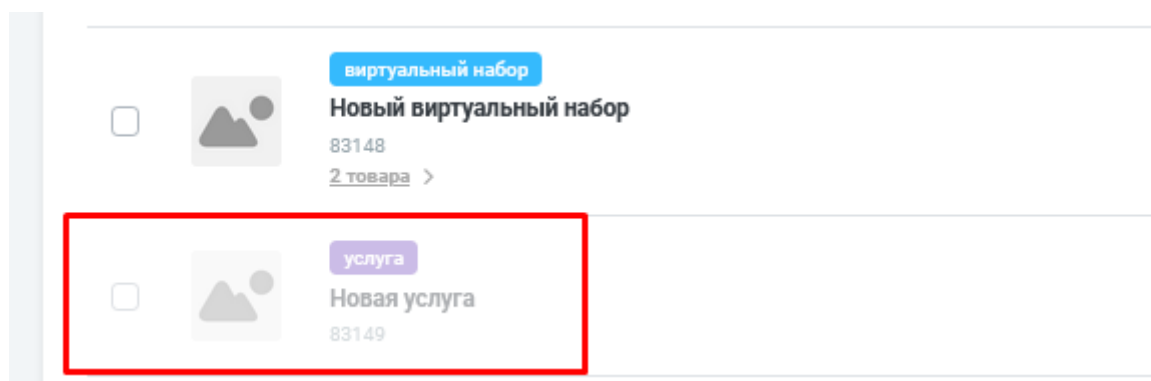 виртуальный набор
Новый виртуальный набор
83148
2 товара >
услуга
Новая услуга
83149